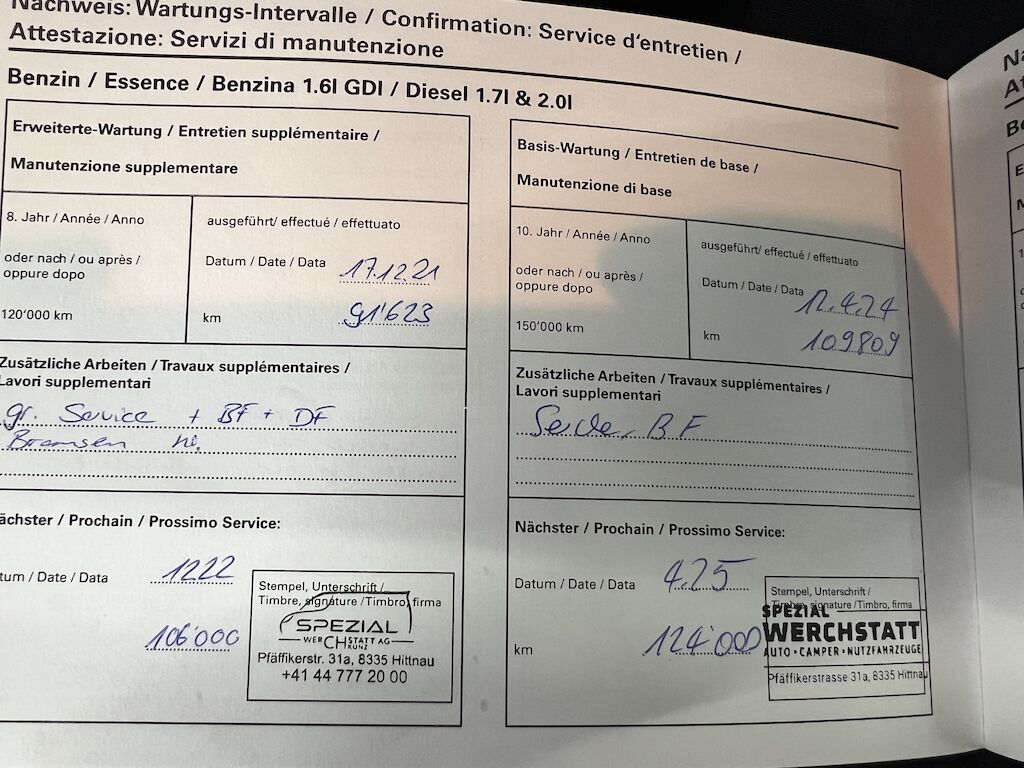 Nachweis: Wartungs-Intervalle / Confirmation: Service d'entretien /
Attestazione: Servizi di manutenzione
Benzin / Essence / Benzina 1.6l GDI / Diesel 1.7l & 2.0l
Erweiterte-Wartung / Entretien supplémentaire /
Manutenzione supplementare
8. Jahr / Année / Anno
ausgeführt/ effectué / effettuato
oder nach / ou après /
oppure dopo
Datum / Date / Data 17.12.21
120'000 km
km 91'623
Zusätzliche Arbeiten / Travaux supplémentaires /
Lavori supplementari
gr. Service + BF + DF
Bremsen
ächster / Prochain / Prossimo Service:
tum / Date / Data 1222
106'000
Stempel, Unterschrift /
Timbre, signature /Timbro, firma
SPEZIAL
WERCHSTATT AG
KUNZ
Pfäffikerstr. 31a, 8335 Hittnau
+41 44 777 20 00
Basis-Wartung / Entretien de base /
Manutenzione di base
10. Jahr / Année / Anno
ausgeführt/ effectué / effettuato
oder nach / ou après /
oppure dopo
Datum / Date / Data 12.4.24
150'000 km
km 109809
Zusätzliche Arbeiten / Travaux supplémentaires /
Lavori supplementari
BF
Nächster / Prochain / Prossimo Service:
Datum / Date / Data 4.25
km 124'000
Stempel, Unterschrift /
Timbre, signature /Timbro, firma
SPEZIAL
WERCHSTATT
AUTO • CAMPER • NUTZFAHRZEUGE
Pfäffikerstrasse 31a, 8335 Hittnau